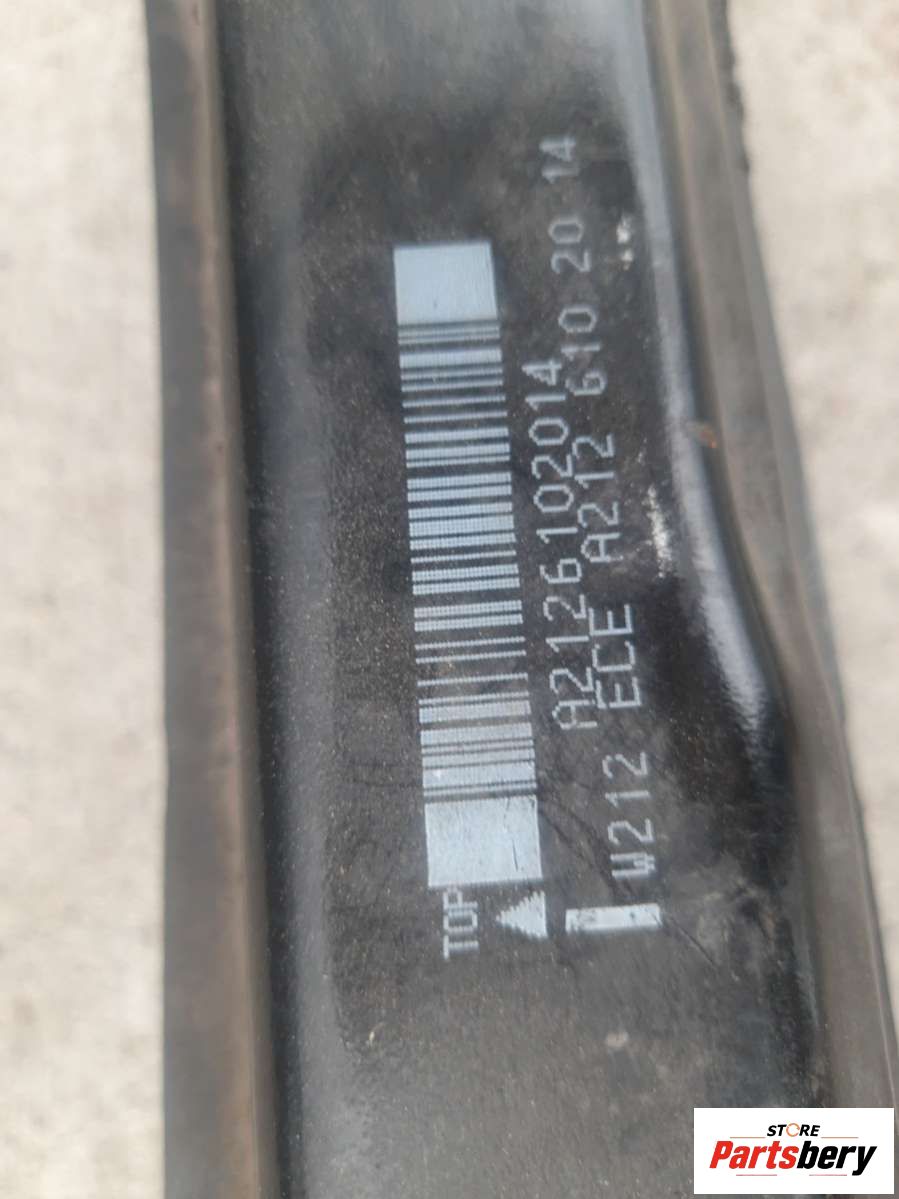 TOP
A2126102014
W212 ECE A212 610 20 14
STORE
Partsbery